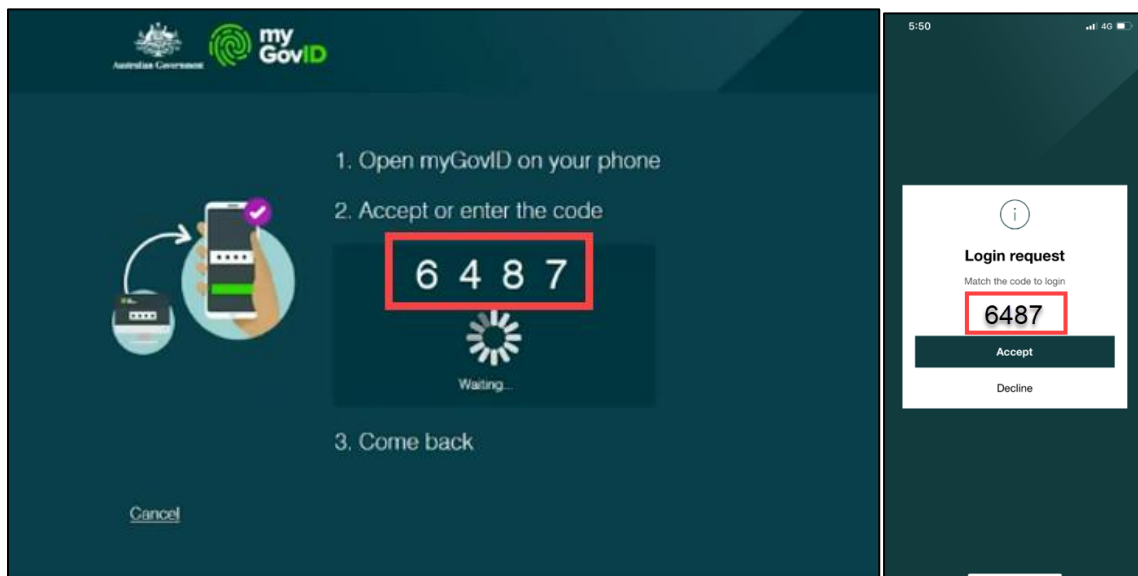 Australian Government
my
GovID
1. Open myGovID on your phone
2. Accept or enter the code
6 4 8 7
Waiting...
3. Come back
Cancel
5:50
4G
Login request
Match the code to login
6487
Accept
Decline